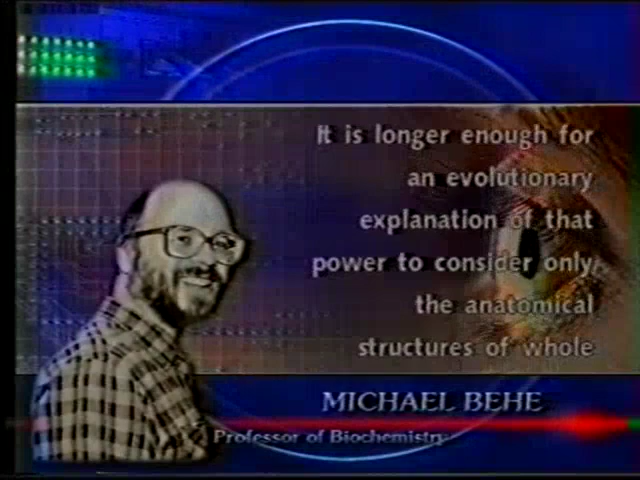 It is longer enough for
an evolutionary
explanation of that
power to consider only
the anatomical
structures of whole
MICHAEL BEHE
Professor of Biochemistry